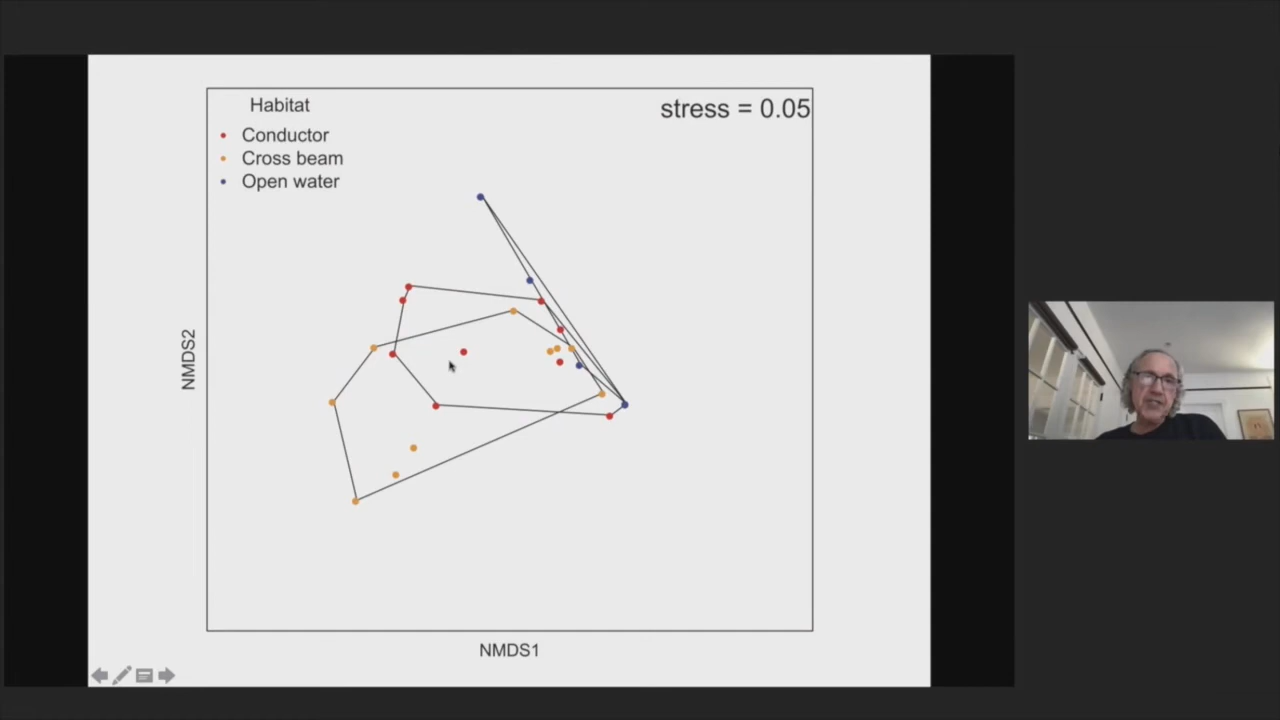 Habitat
stress = 0.05
Conductor
Cross beam
Open water
NMDS2
NMDS1